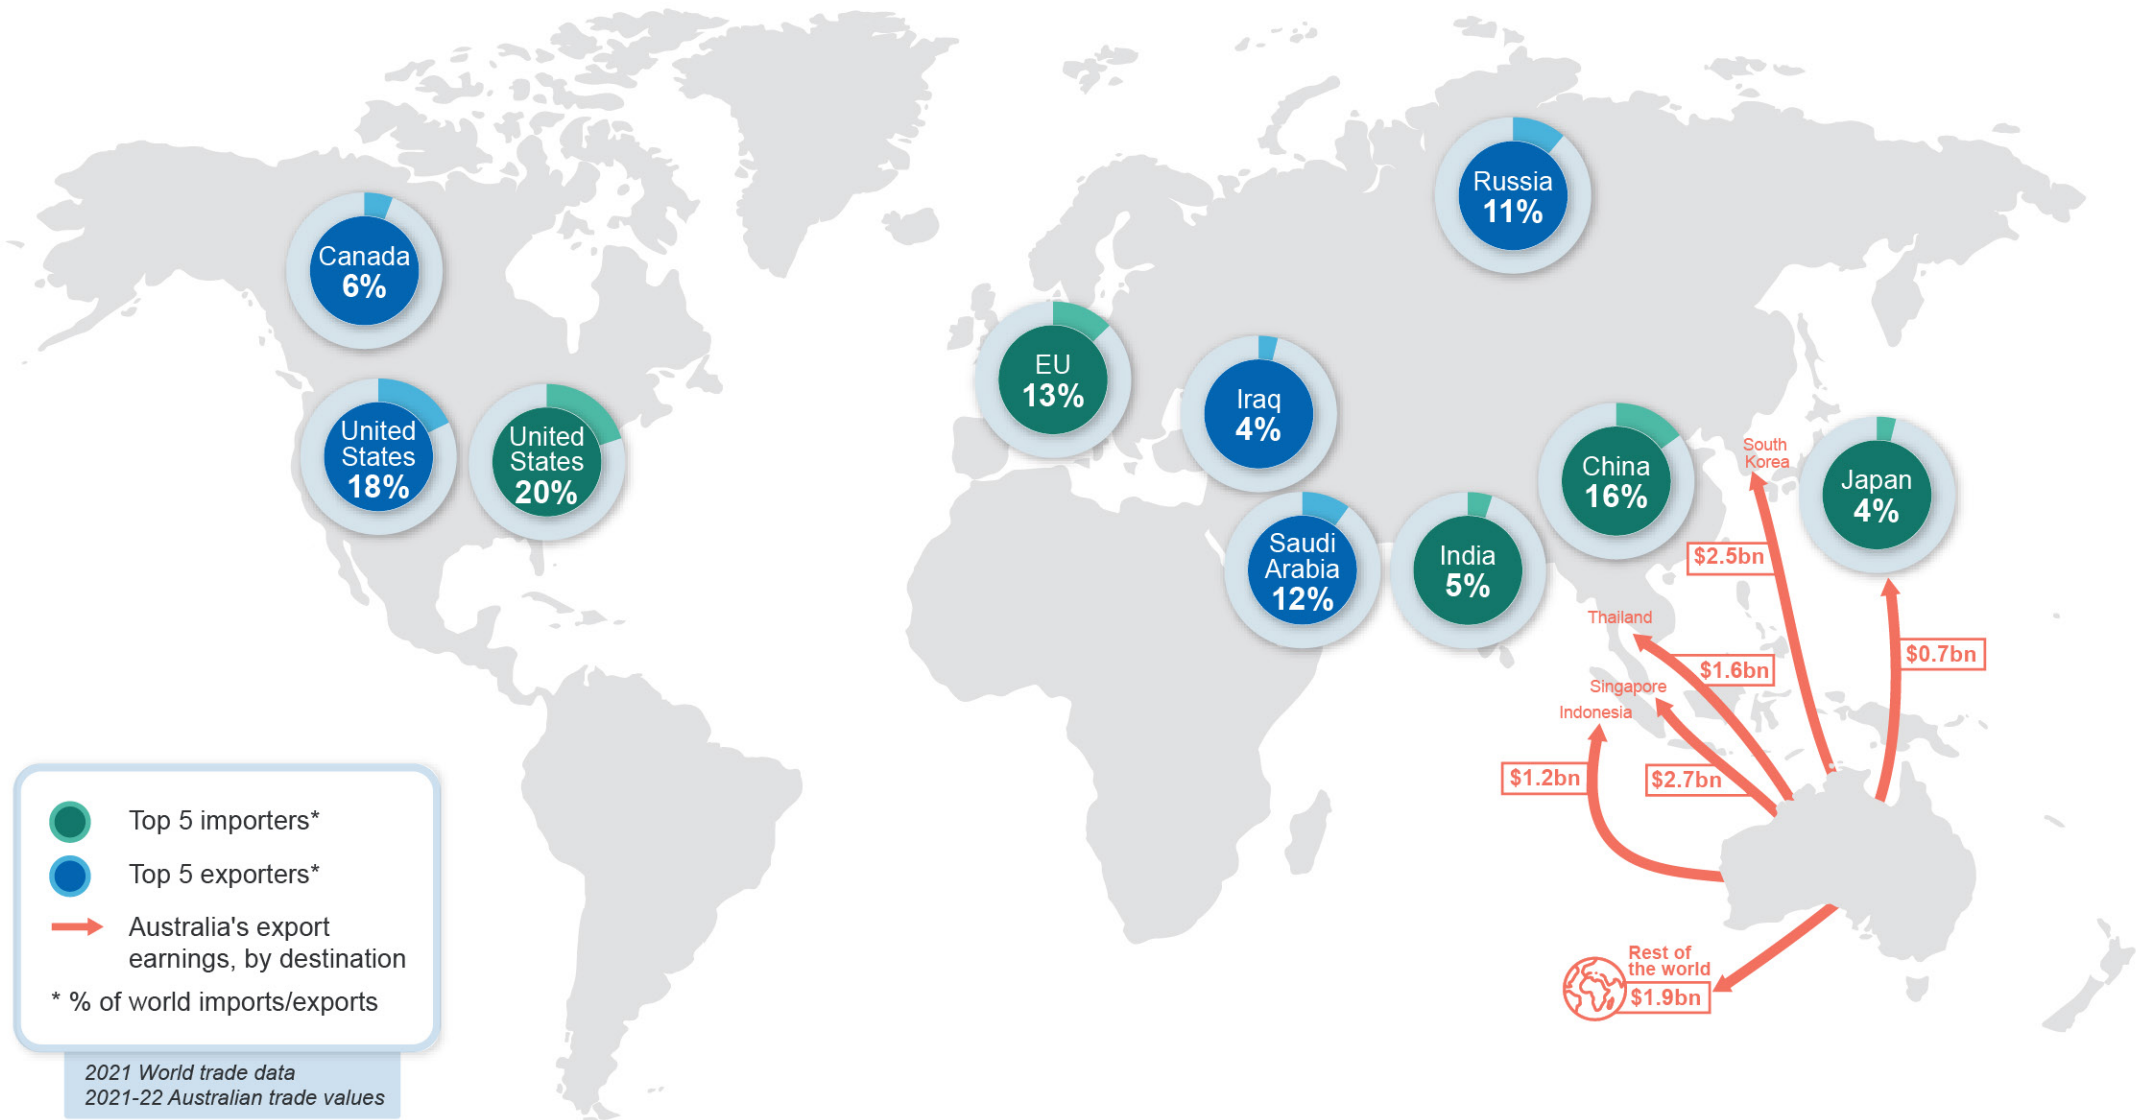 Russia
11%
Canada
6%
EU
13%
Iraq
4%
United
States
18%
United
States
20%
China
16%
South
Korea
Japan
4%
Saudi
Arabia
12%
India
5%
$2.5bn
Thailand
$1.6bn
$0.7bn
Singapore
Indonesia
$1.2bn
$2.7bn
Rest of
the world
$1.9bn
Top 5 importers*
Top 5 exporters*
Australia's export
earnings, by destination
* % of world imports/exports
2021 World trade data
2021-22 Australian trade values